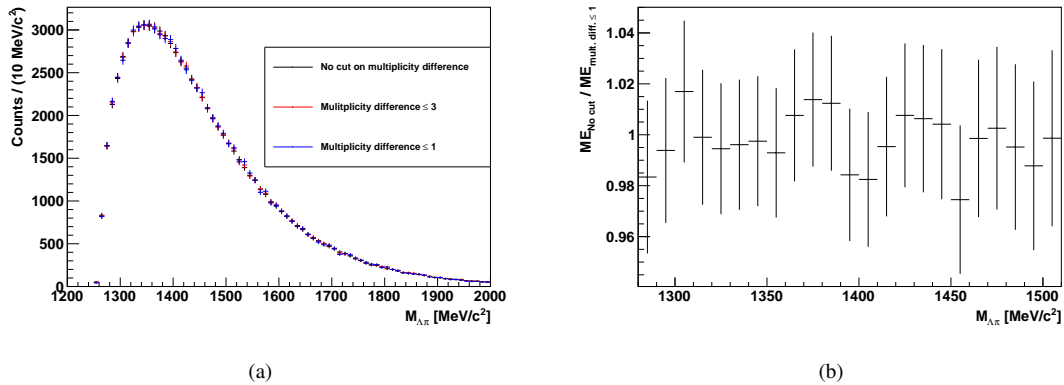 Counts / (10 MeV/c²)
3000
2500
2000
1500
1000
500
0
No cut on multiplicity difference
Mulitplicity difference ≤ 3
Multiplicity difference ≤ 1
1200 1300 1400 1500 1600 1700 1800 1900 2000
M_Λπ [MeV/c²]
(a)
ME_No cut / ME_mult. diff. ≤ 1
1.04
1.02
1
0.98
0.96
1300 1350 1400 1450 1500
M_Λπ [MeV/c²]
(b)